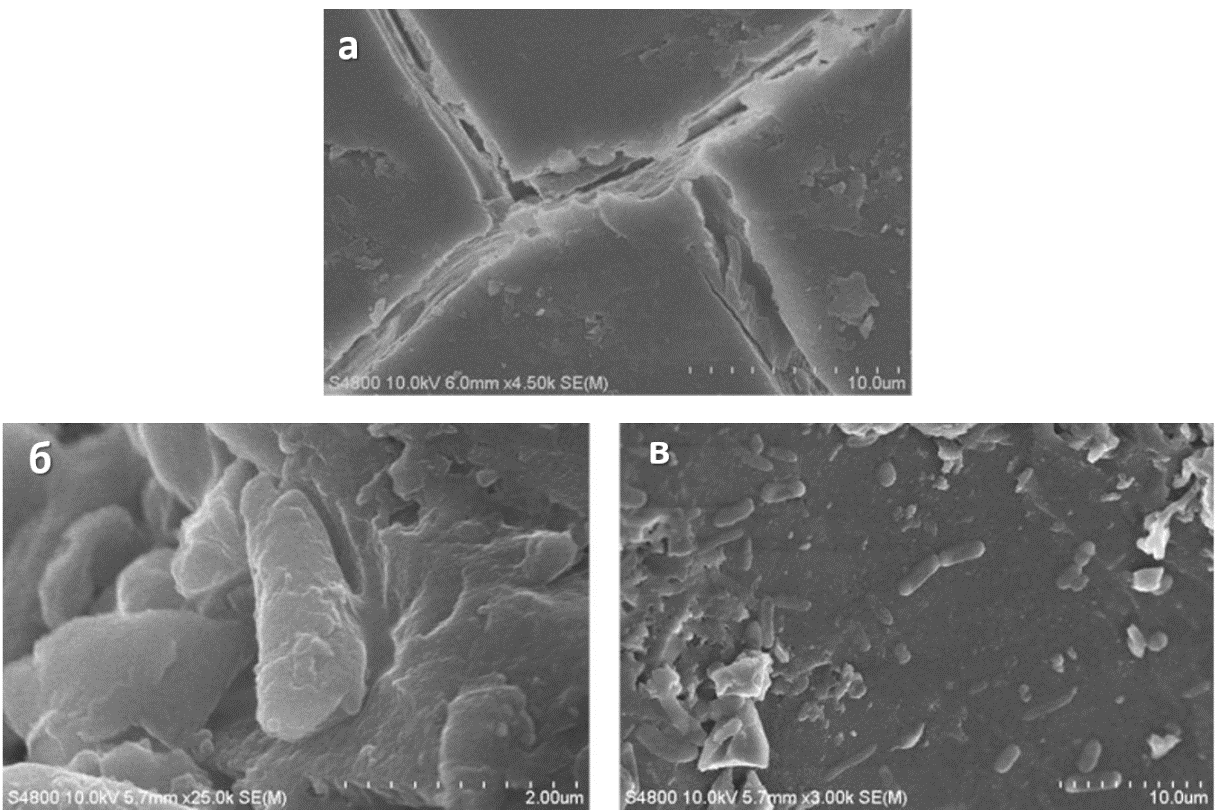 а
S4800 10.0kV 6.0mm x4.50k SE(M)
10.0um
б
S4800 10.0kV 5.7mm x25.0k SE(M)
2.00um
в
S4800 10.0kV 5.7mm x3.00k SE(M)
10.0um